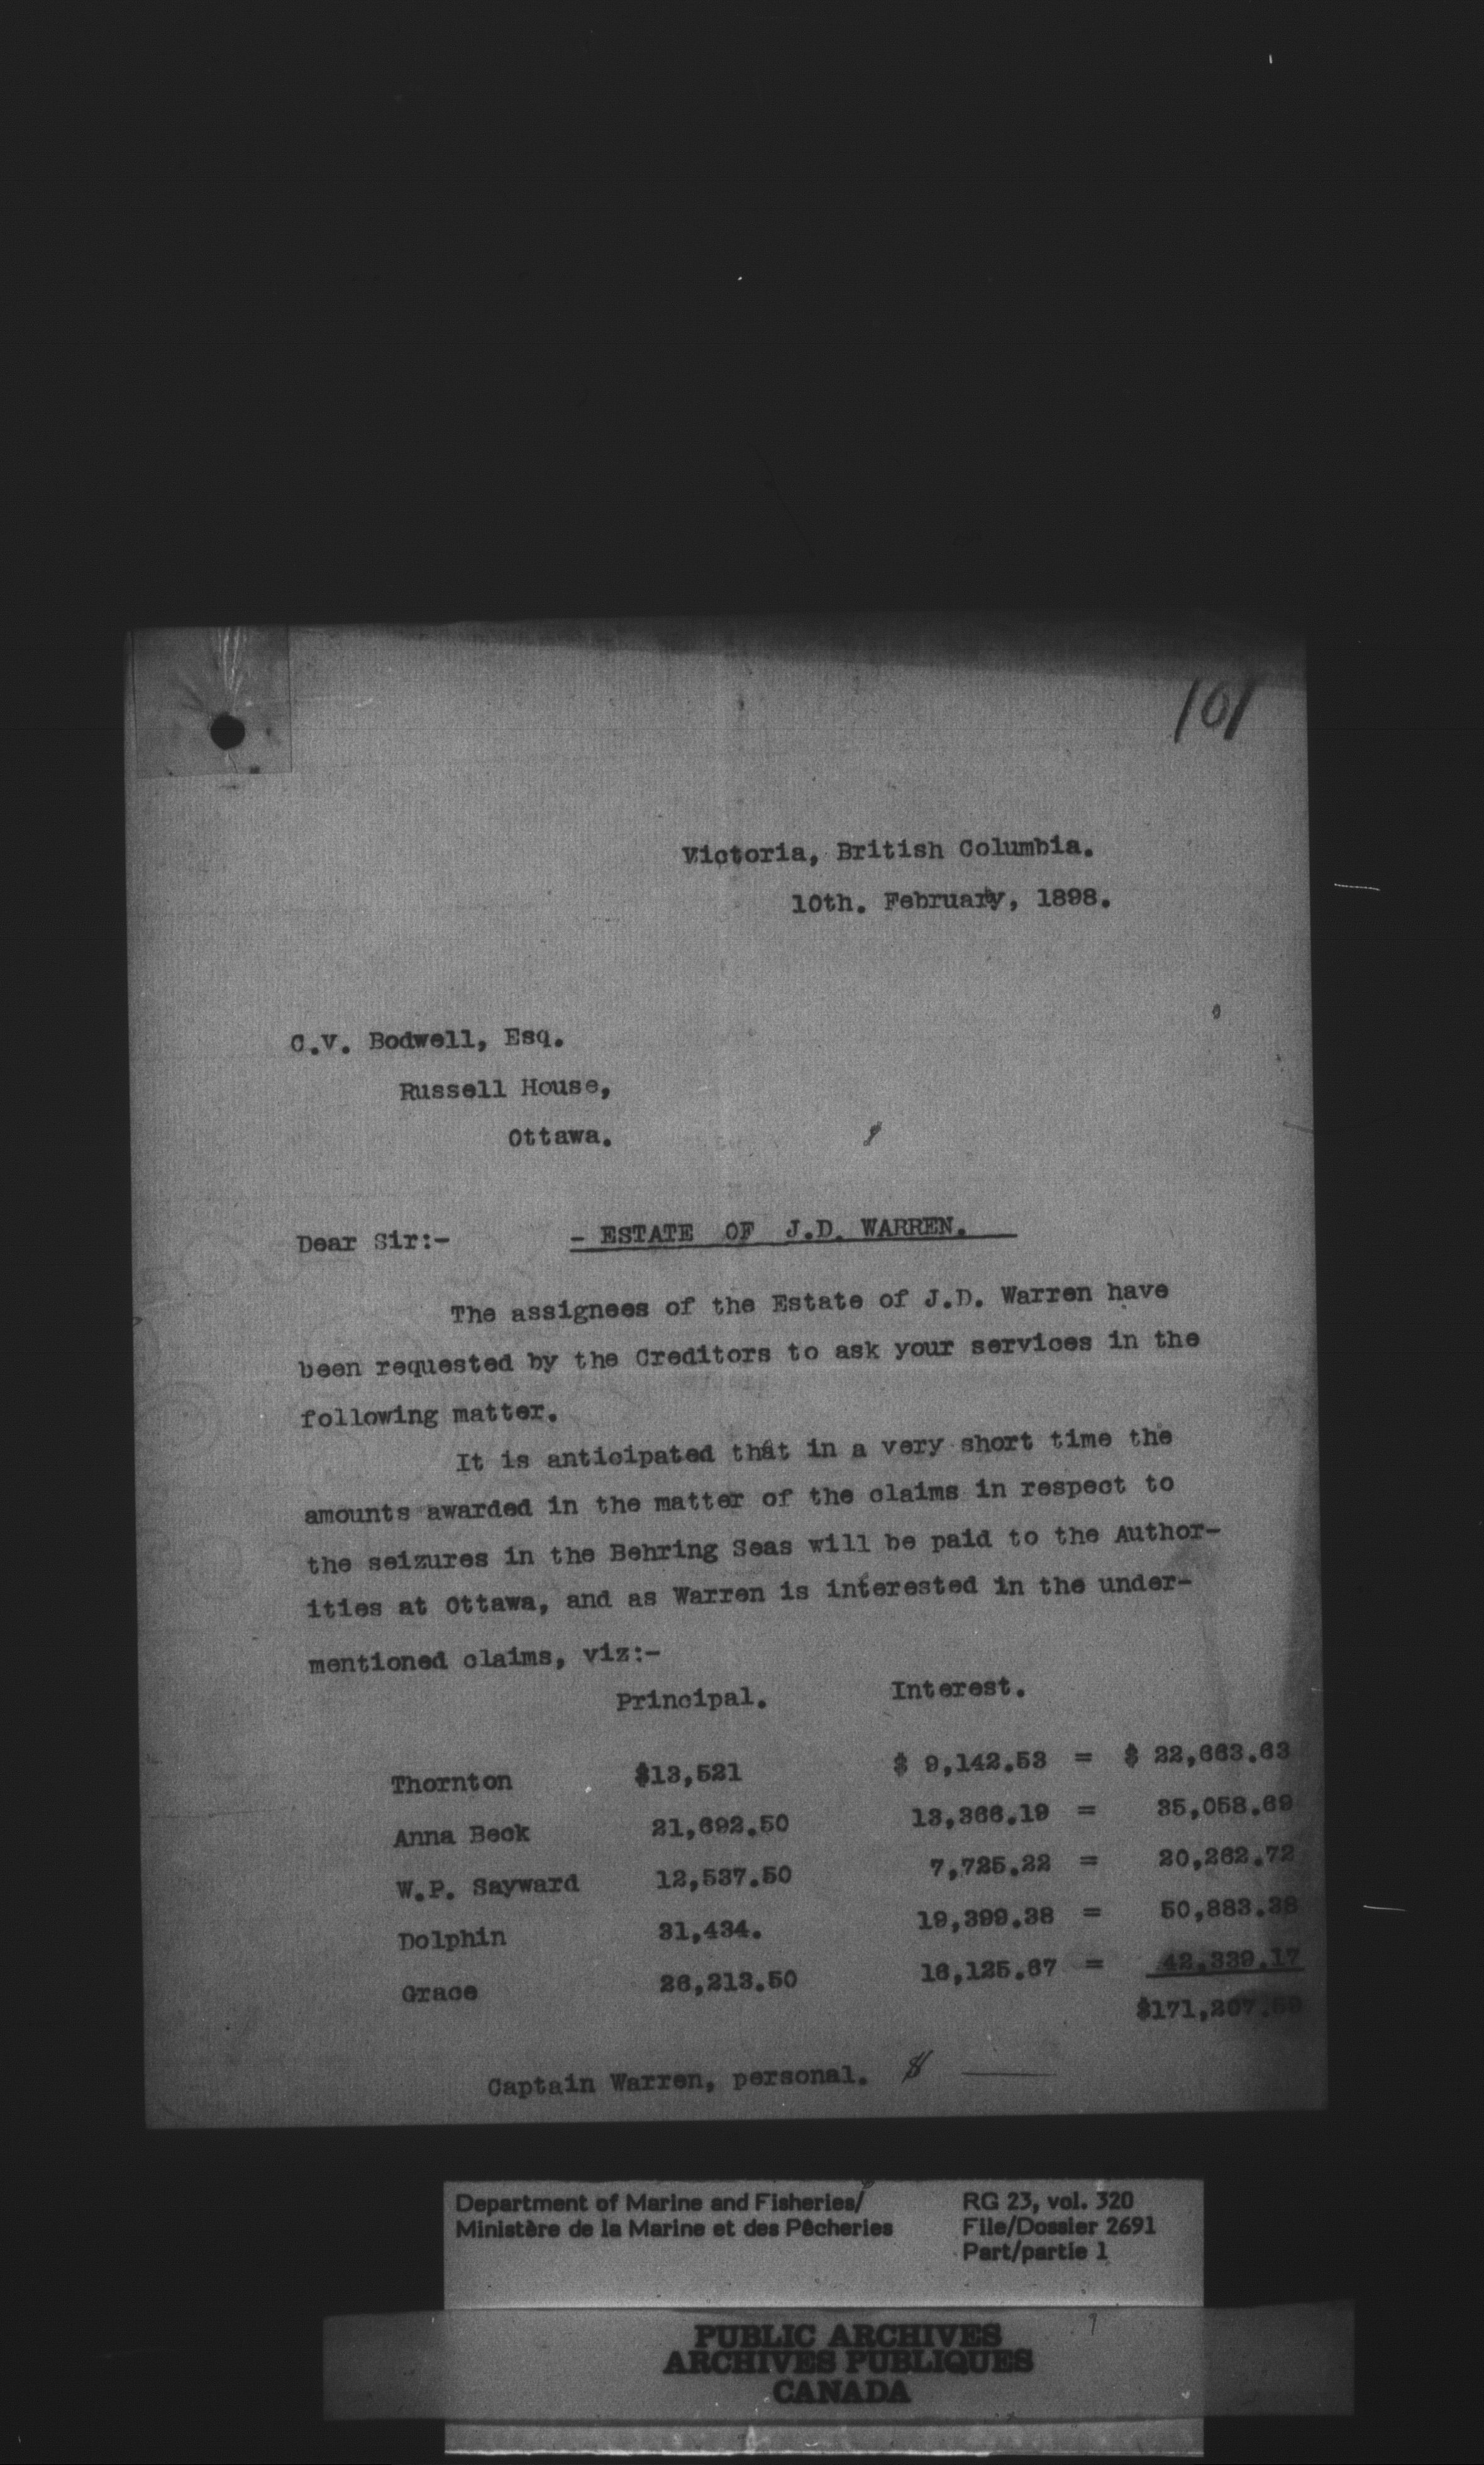 101
Victoria, British Columbia.
10th. February, 1898.
C.V. Bodwell, Esq.
Russell House,
Ottawa.
Dear Sir:-   - ESTATE OF J.D. WARREN.
The assignees of the Estate of J.D. Warren have
been requested by the Creditors to ask your services in the
following matter.
It is anticipated that in a very short time the
amounts awarded in the matter of the claims in respect to
the seizures in the Behring Seas will be paid to the Author-
ities at Ottawa, and as Warren is interested in the under-
mentioned claims, viz:-
Principal.   Interest.
Thornton   $13,521   $ 9,142.53 = $ 22,663.63
Anna Beck   21,692.50   13,366.19 = 35,058.69
W.P. Sayward   12,537.50   7,725.22 = 20,262.72
Dolphin   31,434.   19,399.38 = 50,883.38
Grace   26,213.50   16,125.67 = 42,339.17
Captain Warren, personal. $ —
Department of Marine and Fisheries/   RG 23, vol. 320
Ministère de la Marine et des Pêcheries   File/Dossier 2691
Part/partie 1
PUBLIC ARCHIVES
ARCHIVES PUBLIQUES
CANADA